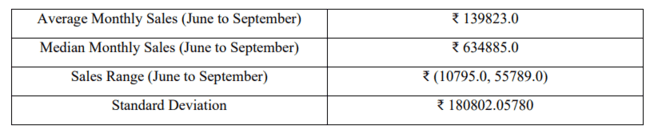 Average Monthly Sales (June to September) ₹ 139823.0
Median Monthly Sales (June to September) ₹ 634885.0
Sales Range (June to September) ₹ (10795.0, 55789.0)
Standard Deviation ₹ 180802.05780